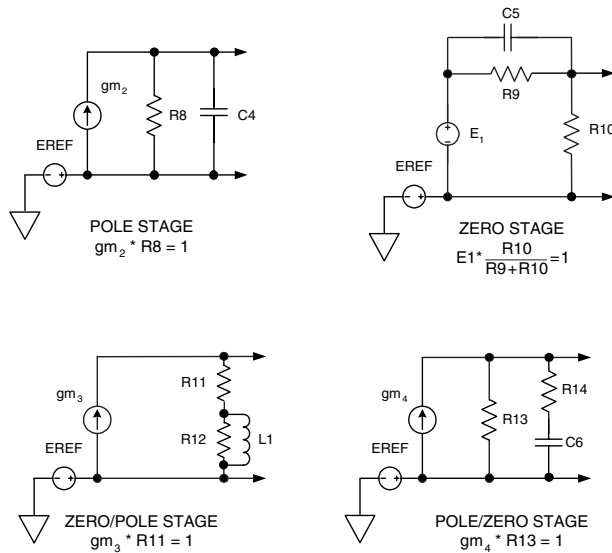 C5
gm2
R8
C4
R9
R10
E1
EREF
- +
+
-
EREF
- +
POLE STAGE
gm2 * R8 = 1
ZERO STAGE
E1* R10
R9+R10 =1
R11
R14
gm3
gm4
R12
L1
R13
C6
EREF
- +
EREF
- +
ZERO/POLE STAGE
gm3 * R11 = 1
POLE/ZERO STAGE
gm4 * R13 = 1